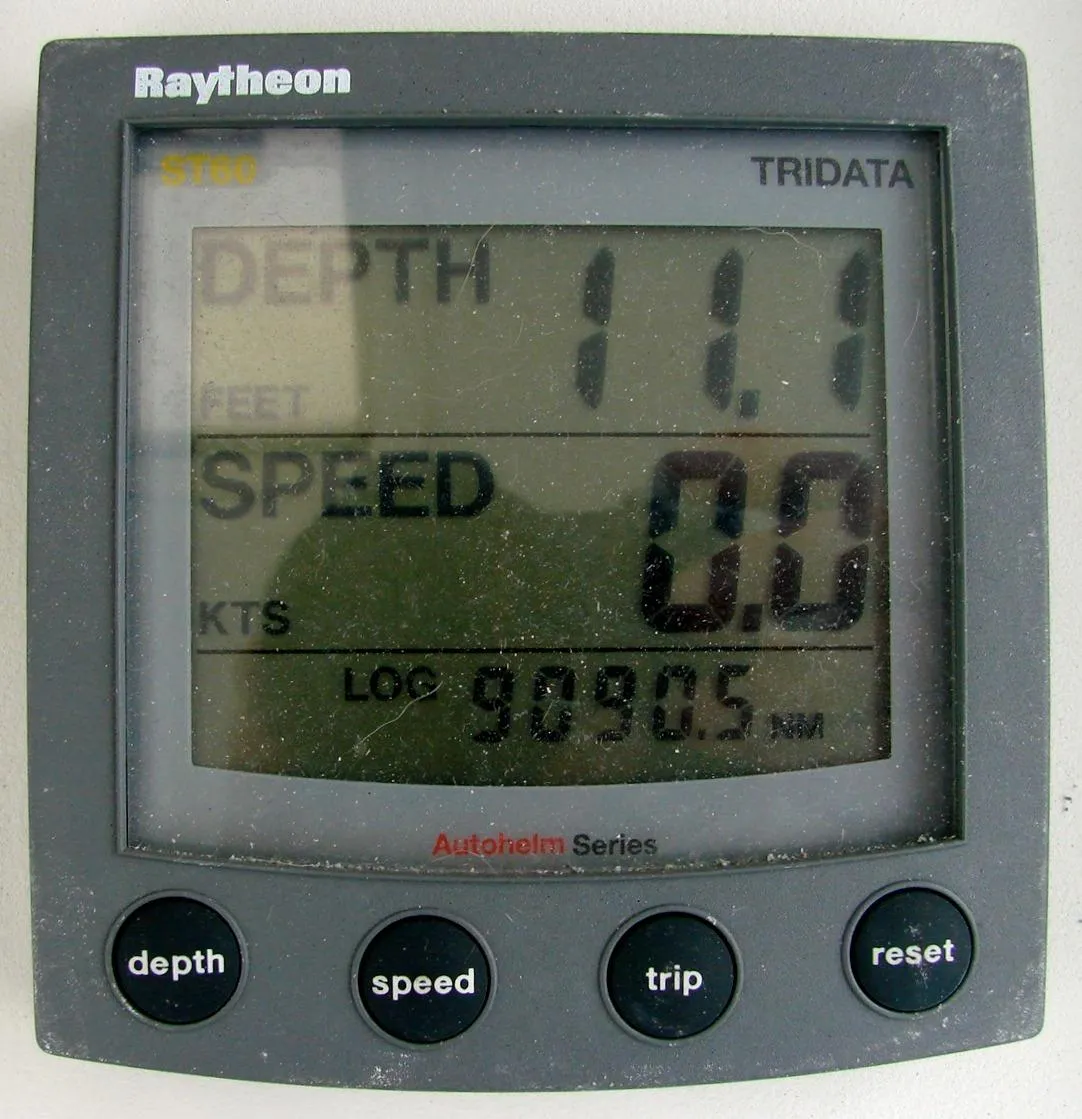 Raytheon
ST60 TRIDATA
DEPTH 11.1
FEET
SPEED 0.0
KTS
LOG 9090.5 NM
Autohelm Series
depth speed trip reset